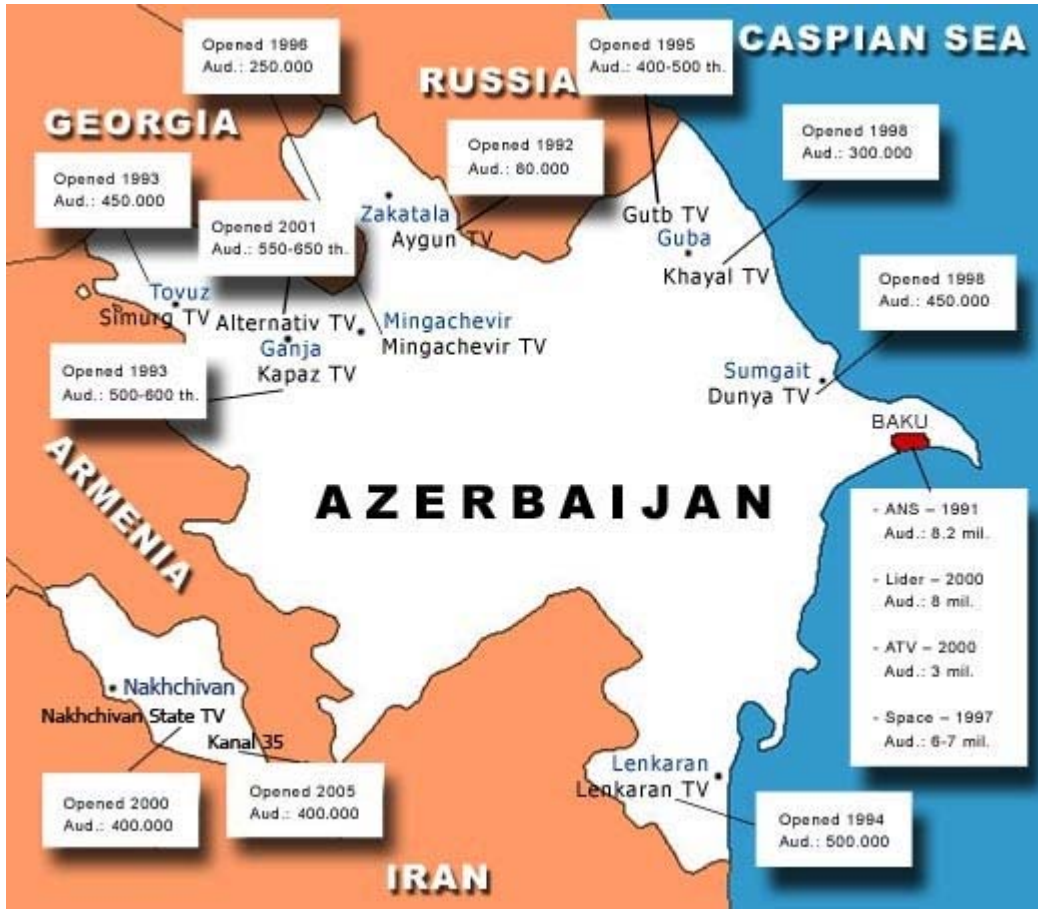 Opened 1996
Aud.: 250.000
Opened 1995
Aud.: 400-500 th.
CASPIAN SEA
RUSSIA
GEORGIA
Opened 1998
Aud.: 300.000
Opened 1992
Aud.: 80.000
Opened 1993
Aud.: 450.000
Zakatala
Aygun TV
Gutb TV
Guba
Khayal TV
Opened 2001
Aud.: 550-650 th.
Opened 1998
Aud.: 450.000
Tovuz
Simurg TV
Alternativ TV
Ganja
Kapaz TV
Mingachevir
Mingachevir TV
Opened 1993
Aud.: 500-600 th.
Sumgait
Dunya TV
BAKU
ARMENIA
AZERBAIJAN
- ANS – 1991
Aud.: 8.2 mil.
- Lider – 2000
Aud.: 8 mil.
- ATV – 2000
Aud.: 3 mil.
- Space – 1997
Aud.: 6-7 mil.
Nakhchivan
Nakhchivan State TV
Kanal 35
Lenkaran
Lenkaran TV
Opened 2000
Aud.: 400.000
Opened 2005
Aud.: 400.000
Opened 1994
Aud.: 500.000
IRAN